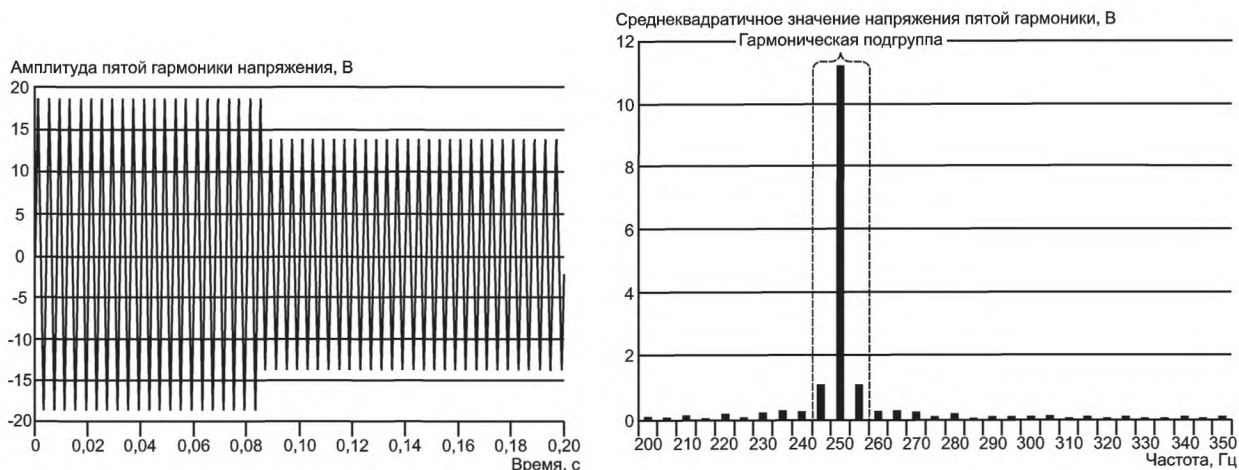 Амплитуда пятой гармоники напряжения, В
20
15
10
5
0
-5
-10
-15
-20
0 0,02 0,04 0,06 0,08 0,10 0,12 0,14 0,16 0,18 0,20
Время, с
Среднеквадратичное значение напряжения пятой гармоники, В
Гармоническая подгруппа
12
10
8
6
4
2
0
200 210 220 230 240 250 260 270 280 290 300 310 320 330 340 350
Частота, Гц